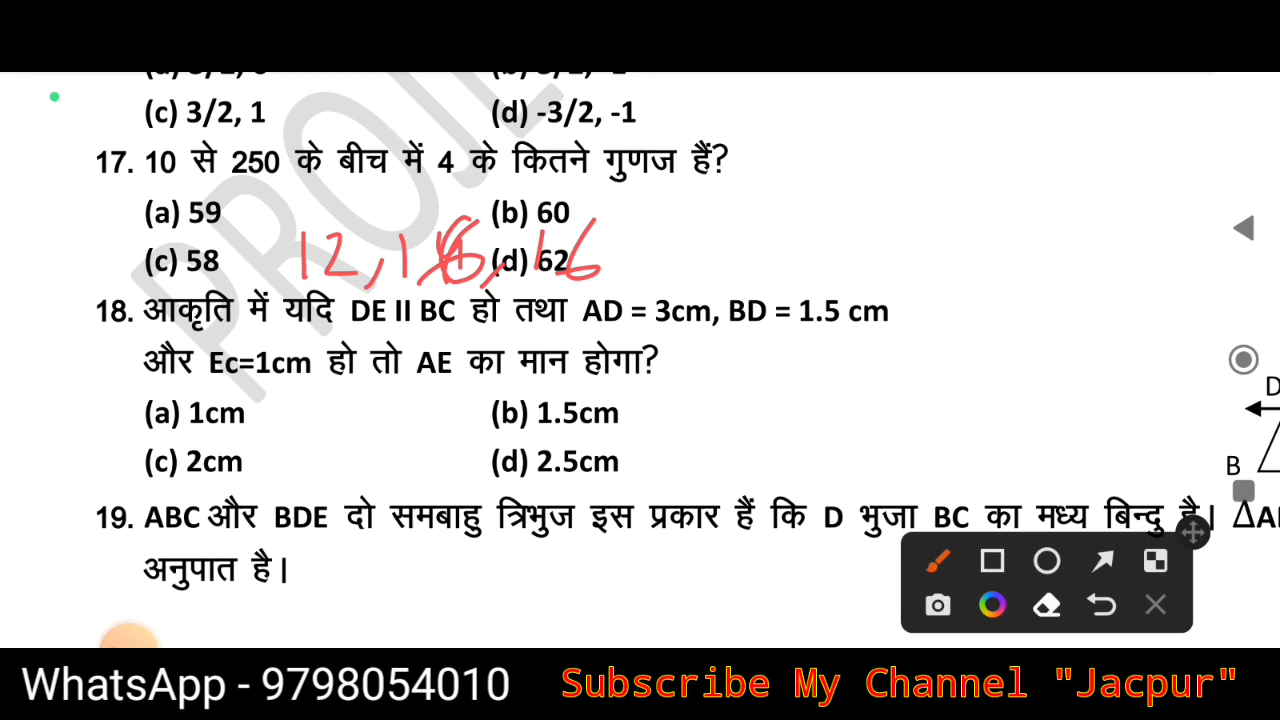 (c) 3/2, 1 (d) -3/2, -1
17. 10 से 250 के बीच में 4 के कितने गुणज हैं?
(a) 59 (b) 60
(c) 58 12, 16 (d) 62
18. आकृति में यदि DE II BC हो तथा AD = 3cm, BD = 1.5 cm
और Ec=1cm हो तो AE का मान होगा?
D
(a) 1cm (b) 1.5cm
(c) 2cm (d) 2.5cm B
19. ABC और BDE दो समबाहु त्रिभुज इस प्रकार हैं कि D भुजा BC का मध्य बिन्दु है।
अनुपात है।
WhatsApp - 9798054010 Subscribe My Channel "Jacpur"